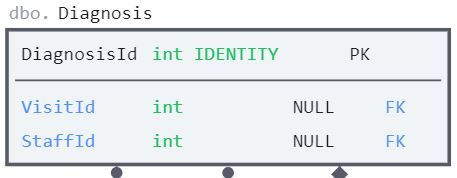 dbo. Diagnosis
DiagnosisId int IDENTITY PK
VisitId int NULL FK
StaffId int NULL FK